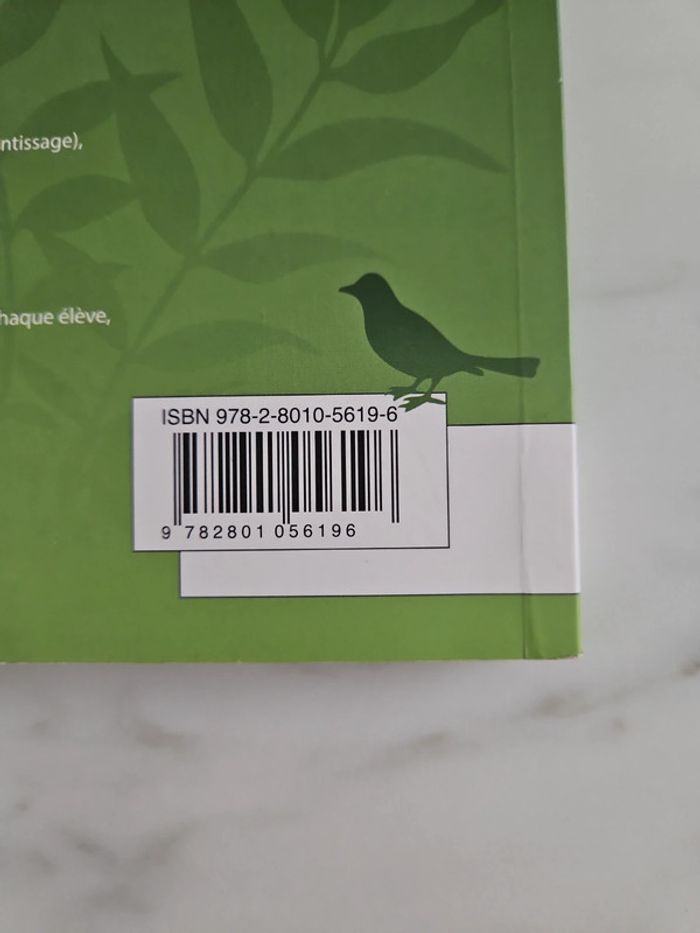 ntissage),
haque élève,
ISBN 978-2-8010-5619-6
9 782801 056196